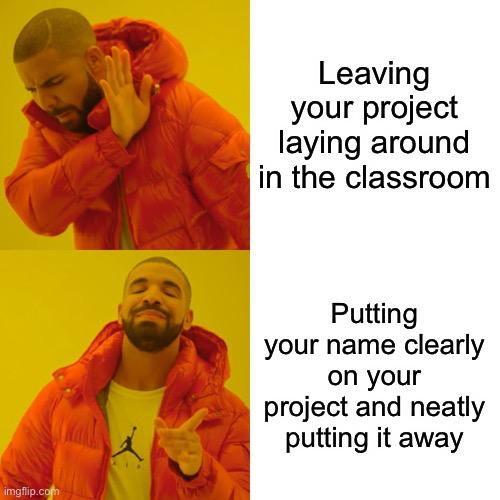 Leaving
your project
laying around
in the classroom
Putting
your name clearly
on your
project and neatly
putting it away
imgflip.com